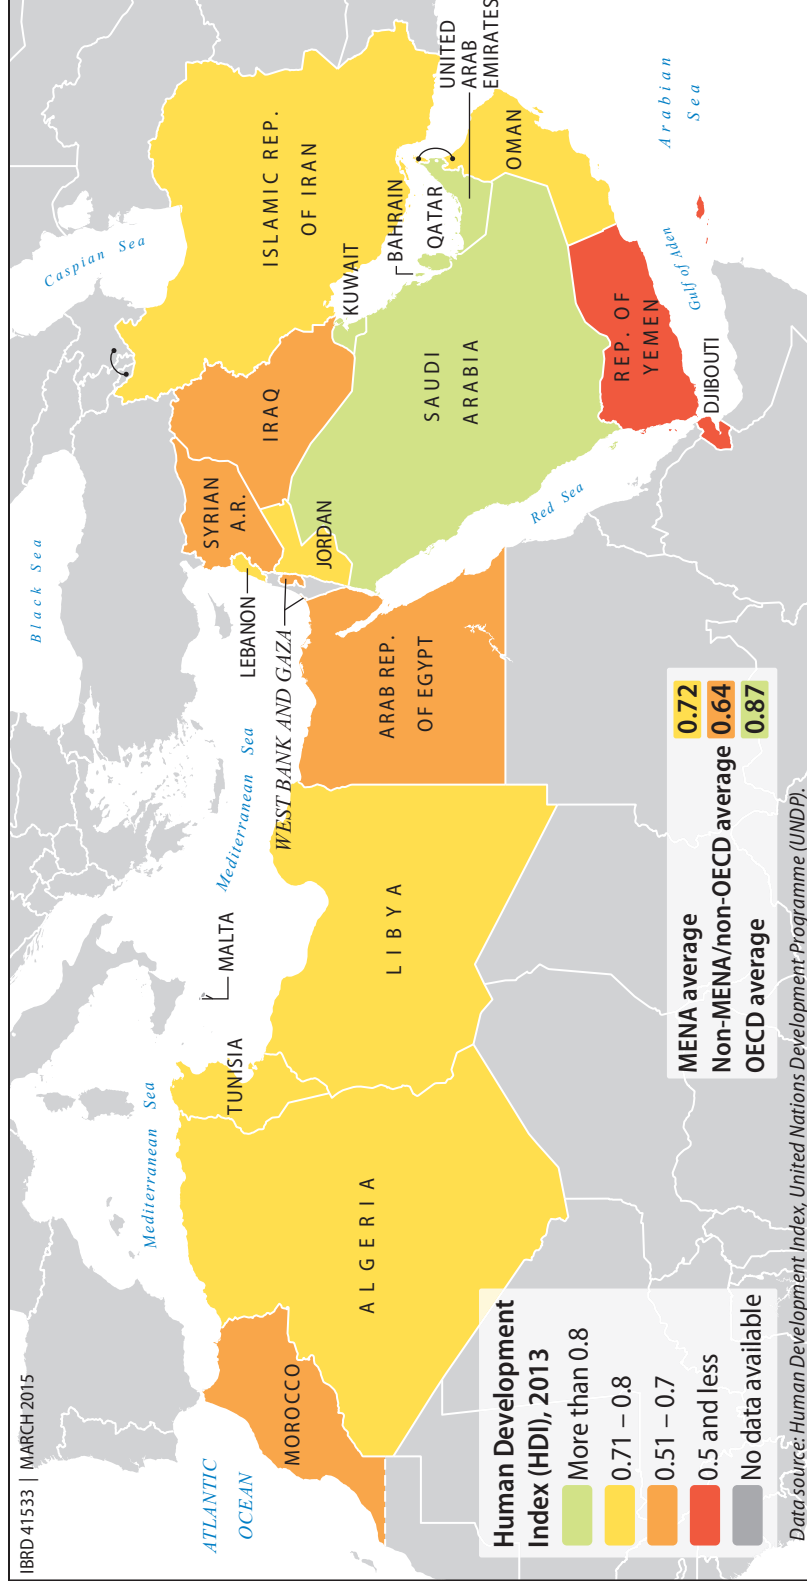 IBRD 41533 | MARCH 2015
ATLANTIC
OCEAN
Mediterranean Sea
Black Sea
Caspian Sea
Mediterranean Sea
Red Sea
Gulf of Aden
Arabian
Sea
MOROCCO
ALGERIA
TUNISIA
MALTA
LIBYA
ARAB REP.
OF EGYPT
WEST BANK AND GAZA
LEBANON
SYRIAN
A.R.
JORDAN
IRAQ
ISLAMIC REP.
OF IRAN
KUWAIT
BAHRAIN
QATAR
UNITED
ARAB
EMIRATES
OMAN
SAUDI
ARABIA
REP. OF
YEMEN
DJIBOUTI
Human Development
Index (HDI), 2013
More than 0.8
0.71 – 0.8
0.51 – 0.7
0.5 and less
No data available
MENA average 0.72
Non-MENA/non-OECD average 0.64
OECD average 0.87
Data source: Human Development Index, United Nations Development Programme (UNDP).